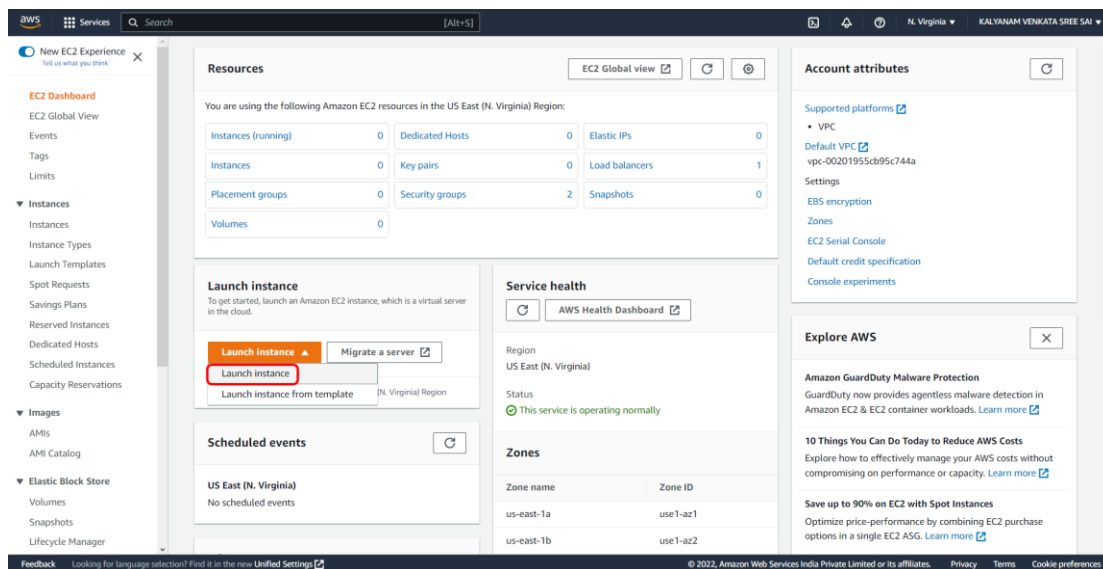 aws
Services
Search
[Alt+S]
N. Virginia
KALYANAM VENKATA SREE SAI
New EC2 Experience
Tell us what you think
EC2 Dashboard
EC2 Global View
Events
Tags
Limits
Instances
Instances
Instance Types
Launch Templates
Spot Requests
Savings Plans
Reserved Instances
Dedicated Hosts
Scheduled Instances
Capacity Reservations
Images
AMIs
AMI Catalog
Elastic Block Store
Volumes
Snapshots
Lifecycle Manager
Resources
EC2 Global view
You are using the following Amazon EC2 resources in the US East (N. Virginia) Region:
Instances (running) 0
Dedicated Hosts 0
Elastic IPs 0
Instances 0
Key pairs 0
Load balancers 1
Placement groups 0
Security groups 2
Snapshots 0
Volumes 0
Launch instance
To get started, launch an Amazon EC2 instance, which is a virtual server
in the cloud.
Launch instance
Migrate a server
Launch instance
Launch instance from template
(N. Virginia) Region
Scheduled events
US East (N. Virginia)
No scheduled events
Service health
AWS Health Dashboard
Region
US East (N. Virginia)
Status
This service is operating normally
Zones
Zone name Zone ID
us-east-1a use1-az1
us-east-1b use1-az2
Account attributes
Supported platforms
• VPC
Default VPC
vpc-00201955cb95c744a
Settings
EBS encryption
Zones
EC2 Serial Console
Default credit specification
Console experiments
Explore AWS
Amazon GuardDuty Malware Protection
GuardDuty now provides agentless malware detection in
Amazon EC2 & EC2 container workloads. Learn more
10 Things You Can Do Today to Reduce AWS Costs
Explore how to effectively manage your AWS costs without
compromising on performance or capacity. Learn more
Save up to 90% on EC2 with Spot Instances
Optimize price-performance by combining EC2 purchase
options in a single EC2 ASG. Learn more
Feedback
Looking for language selection? Find it in the new Unified Settings
© 2022, Amazon Web Services India Private Limited or its affiliates.
Privacy
Terms
Cookie preferences